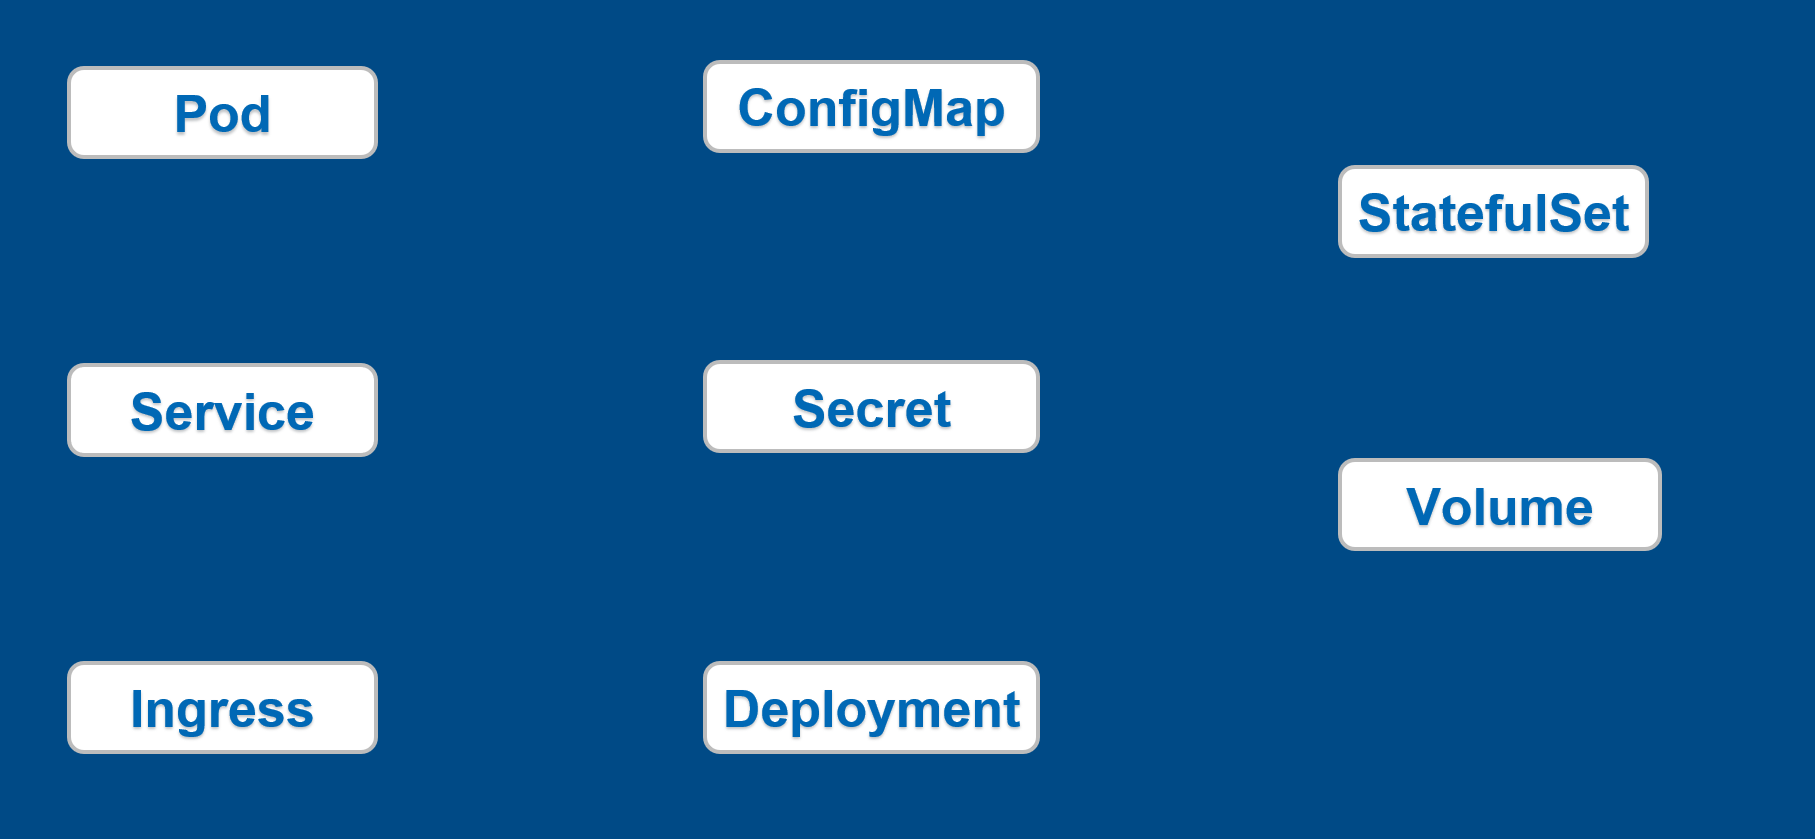 Pod
Service
Ingress
ConfigMap
Secret
Deployment
StatefulSet
Volume